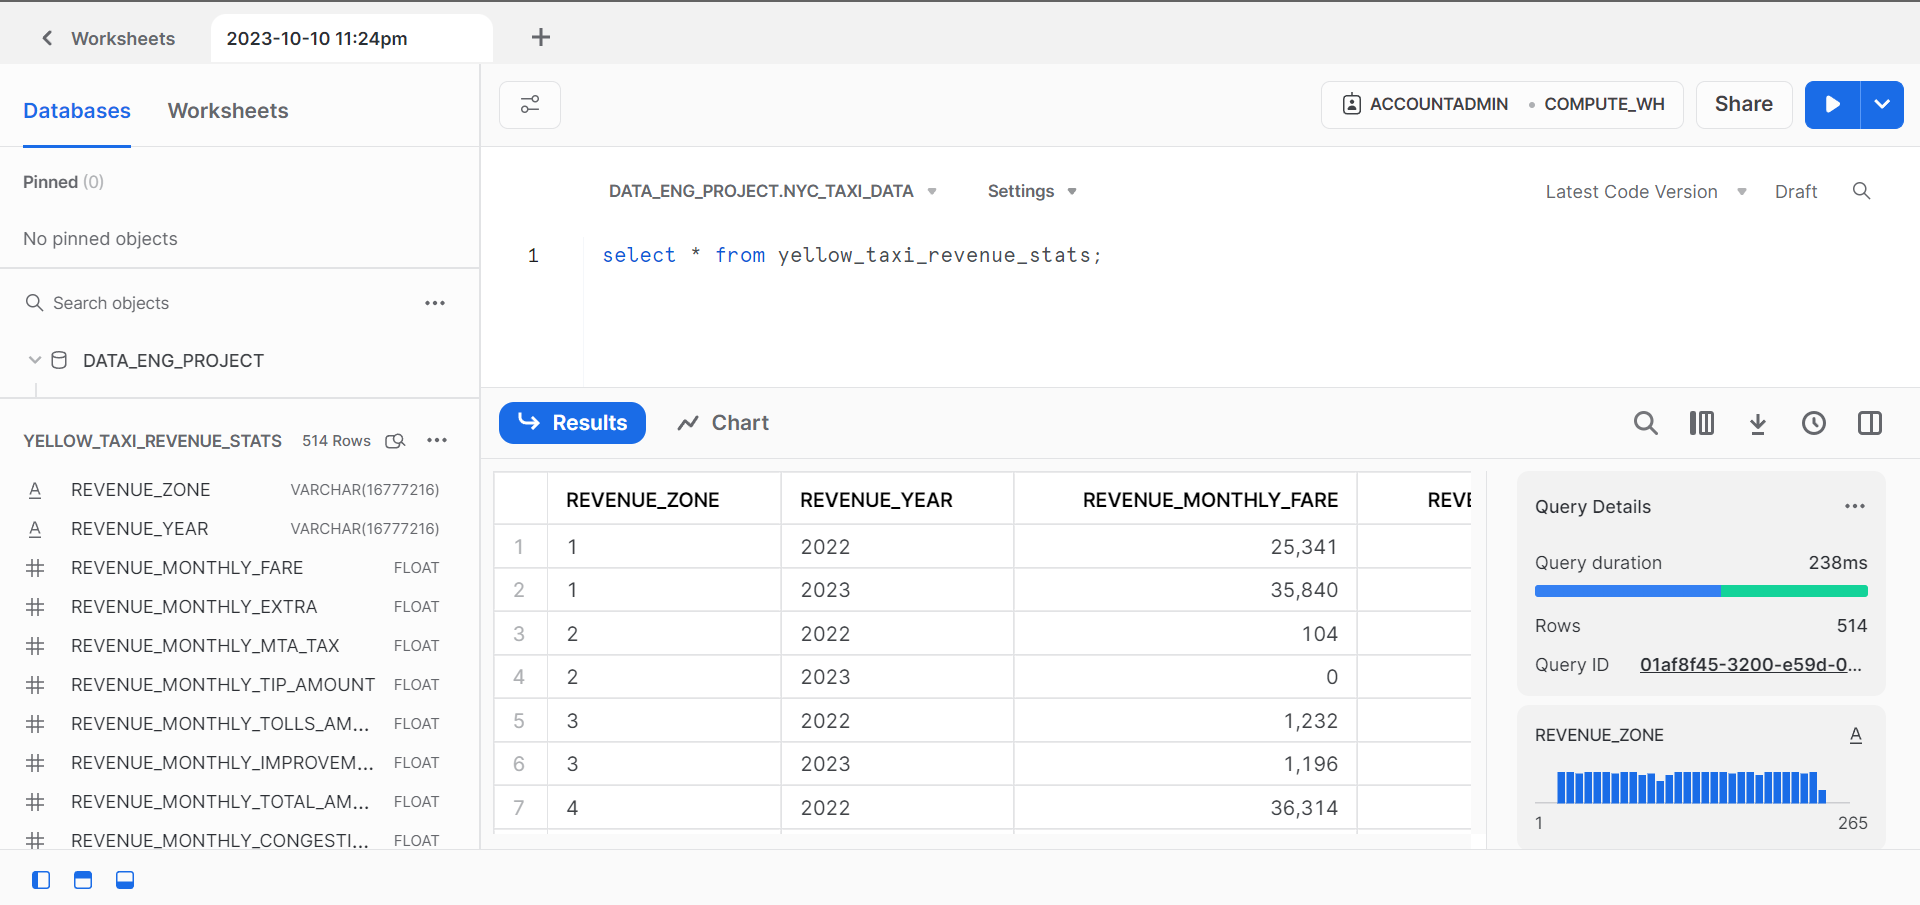 Worksheets
2023-10-10 11:24pm
Databases
Worksheets
ACCOUNTADMIN
COMPUTE_WH
Share
Pinned (0)
No pinned objects
Search objects
DATA_ENG_PROJECT
DATA_ENG_PROJECT.NYC_TAXI_DATA
Settings
Latest Code Version
Draft
1
select * from yellow_taxi_revenue_stats;
YELLOW_TAXI_REVENUE_STATS 514 Rows
A REVENUE_ZONE VARCHAR(16777216)
A REVENUE_YEAR VARCHAR(16777216)
# REVENUE_MONTHLY_FARE FLOAT
# REVENUE_MONTHLY_EXTRA FLOAT
# REVENUE_MONTHLY_MTA_TAX FLOAT
# REVENUE_MONTHLY_TIP_AMOUNT FLOAT
# REVENUE_MONTHLY_TOLLS_AM... FLOAT
# REVENUE_MONTHLY_IMPROVEM... FLOAT
# REVENUE_MONTHLY_TOTAL_AM... FLOAT
# REVENUE_MONTHLY_CONGESTI... FLOAT
Results
Chart
REVENUE_ZONE REVENUE_YEAR REVENUE_MONTHLY_FARE REVE
1 1 2022 25,341
2 1 2023 35,840
3 2 2022 104
4 2 2023 0
5 3 2022 1,232
6 3 2023 1,196
7 4 2022 36,314
Query Details
Query duration 238ms
Rows 514
Query ID 01af8f45-3200-e59d-0...
REVENUE_ZONE A
1 265